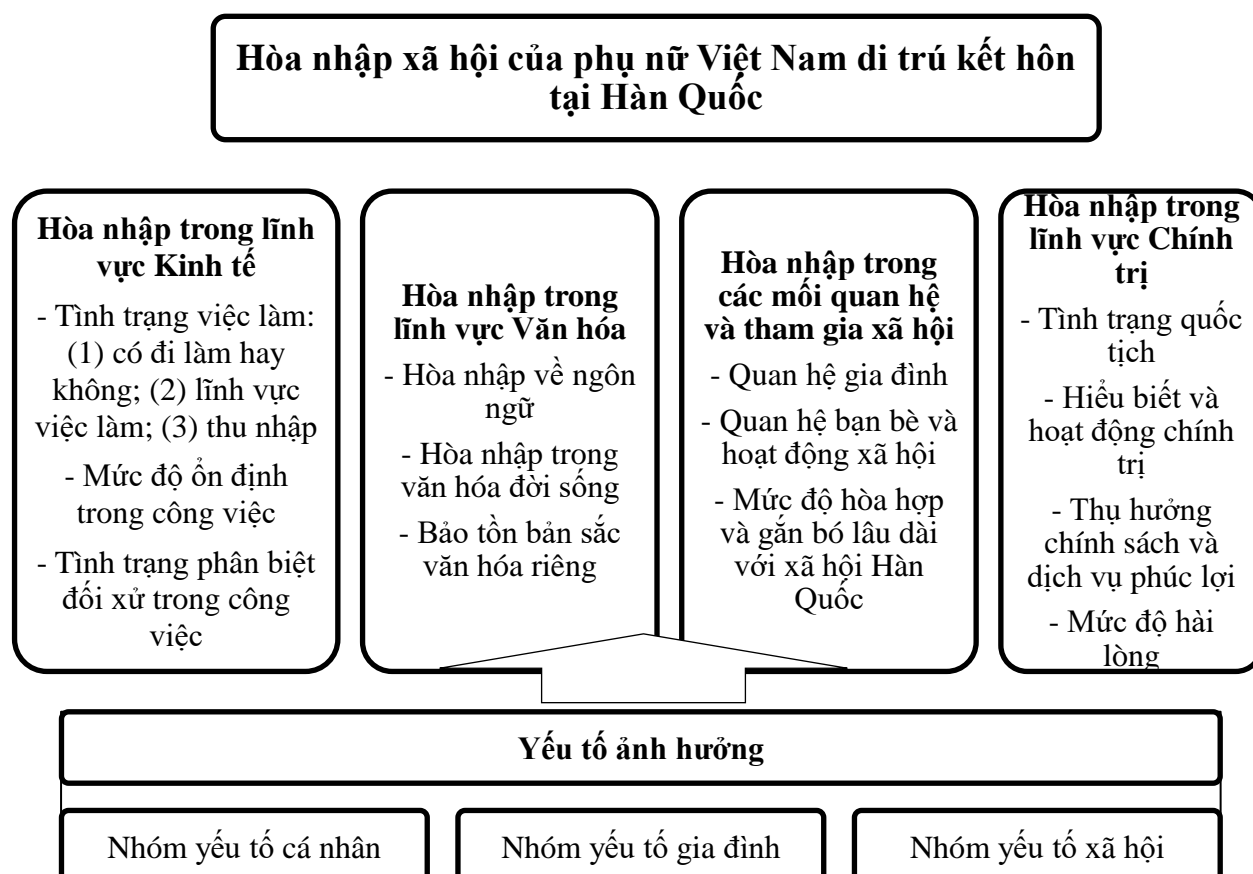 Hòa nhập xã hội của phụ nữ Việt Nam di trú kết hôn
tại Hàn Quốc
Hòa nhập trong lĩnh
vực Kinh tế
- Tình trạng việc làm:
(1) có đi làm hay
không; (2) lĩnh vực
việc làm; (3) thu nhập
- Mức độ ổn định
trong công việc
- Tình trạng phân biệt
đối xử trong công
việc
Hòa nhập trong
lĩnh vực Văn hóa
- Hòa nhập về ngôn
ngữ
- Hòa nhập trong
văn hóa đời sống
- Bảo tồn bản sắc
văn hóa riêng
Hòa nhập trong
các mối quan hệ
và tham gia xã hội
- Quan hệ gia đình
- Quan hệ bạn bè và
hoạt động xã hội
- Mức độ hòa hợp
và gắn bó lâu dài
với xã hội Hàn
Quốc
Hòa nhập trong
lĩnh vực Chính
trị
- Tình trạng quốc
tịch
- Hiểu biết và
hoạt động chính
trị
- Thụ hưởng
chính sách và
dịch vụ phúc lợi
- Mức độ hài
lòng
Yếu tố ảnh hưởng
Nhóm yếu tố cá nhân
Nhóm yếu tố gia đình
Nhóm yếu tố xã hội